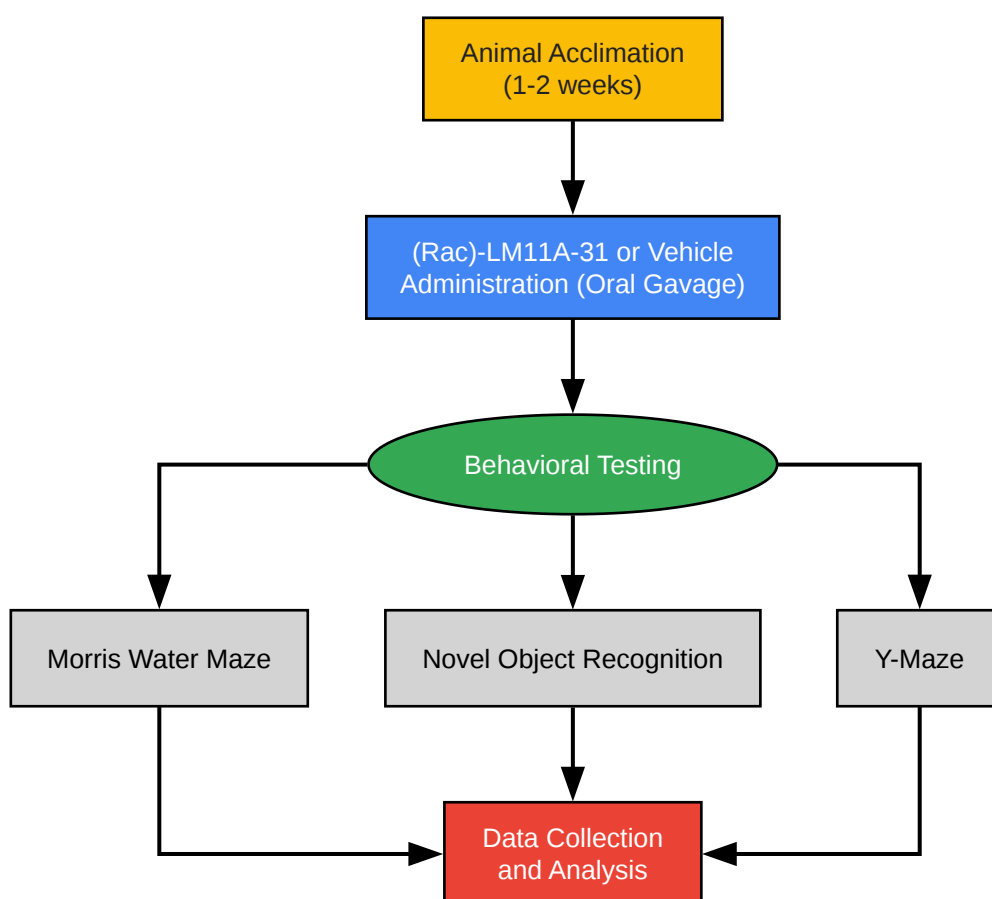 Animal Acclimation
(1-2 weeks)
(Rac)-LM11A-31 or Vehicle
Administration (Oral Gavage)
Behavioral Testing
Morris Water Maze
Novel Object Recognition
Y-Maze
Data Collection
and Analysis